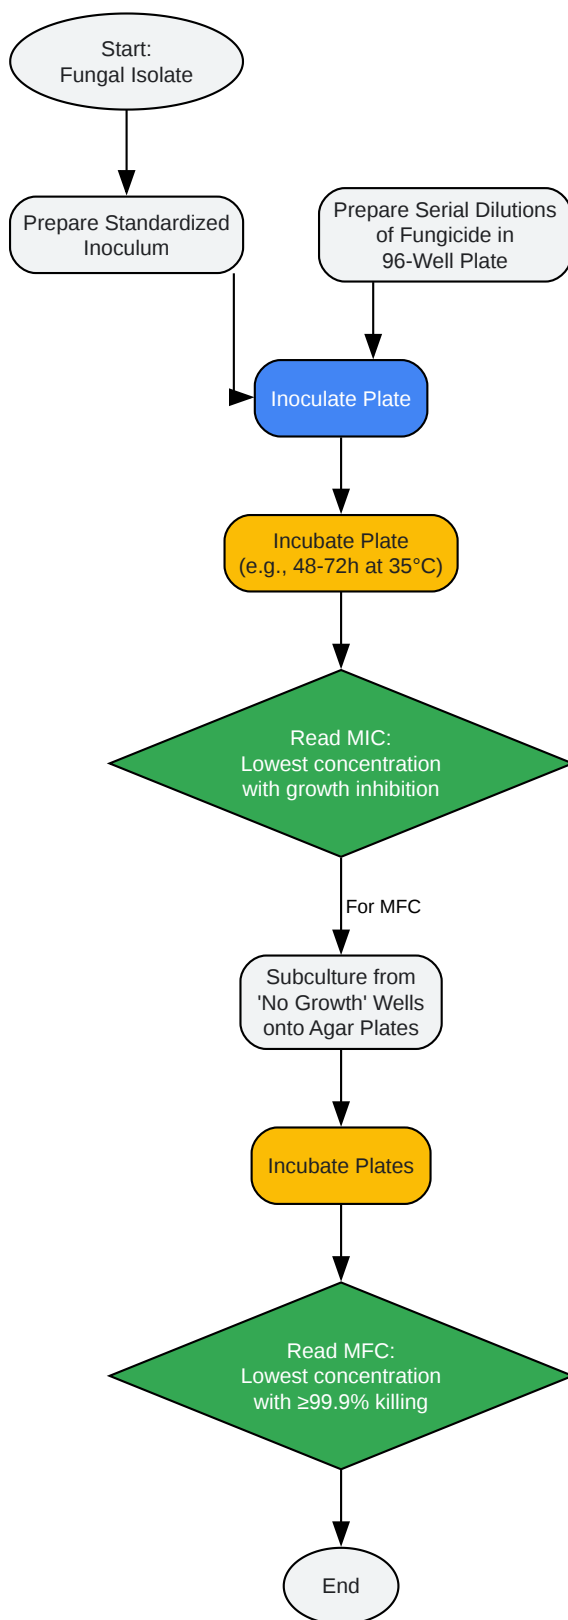 Start:
Fungal Isolate
Prepare Standardized
Inoculum
Prepare Serial Dilutions
of Fungicide in
96-Well Plate
Inoculate Plate
Incubate Plate
(e.g., 48-72h at 35°C)
Read MIC:
Lowest concentration
with growth inhibition
For MFC
Subculture from
'No Growth' Wells
onto Agar Plates
Incubate Plates
Read MFC:
Lowest concentration
with ≥99.9% killing
End